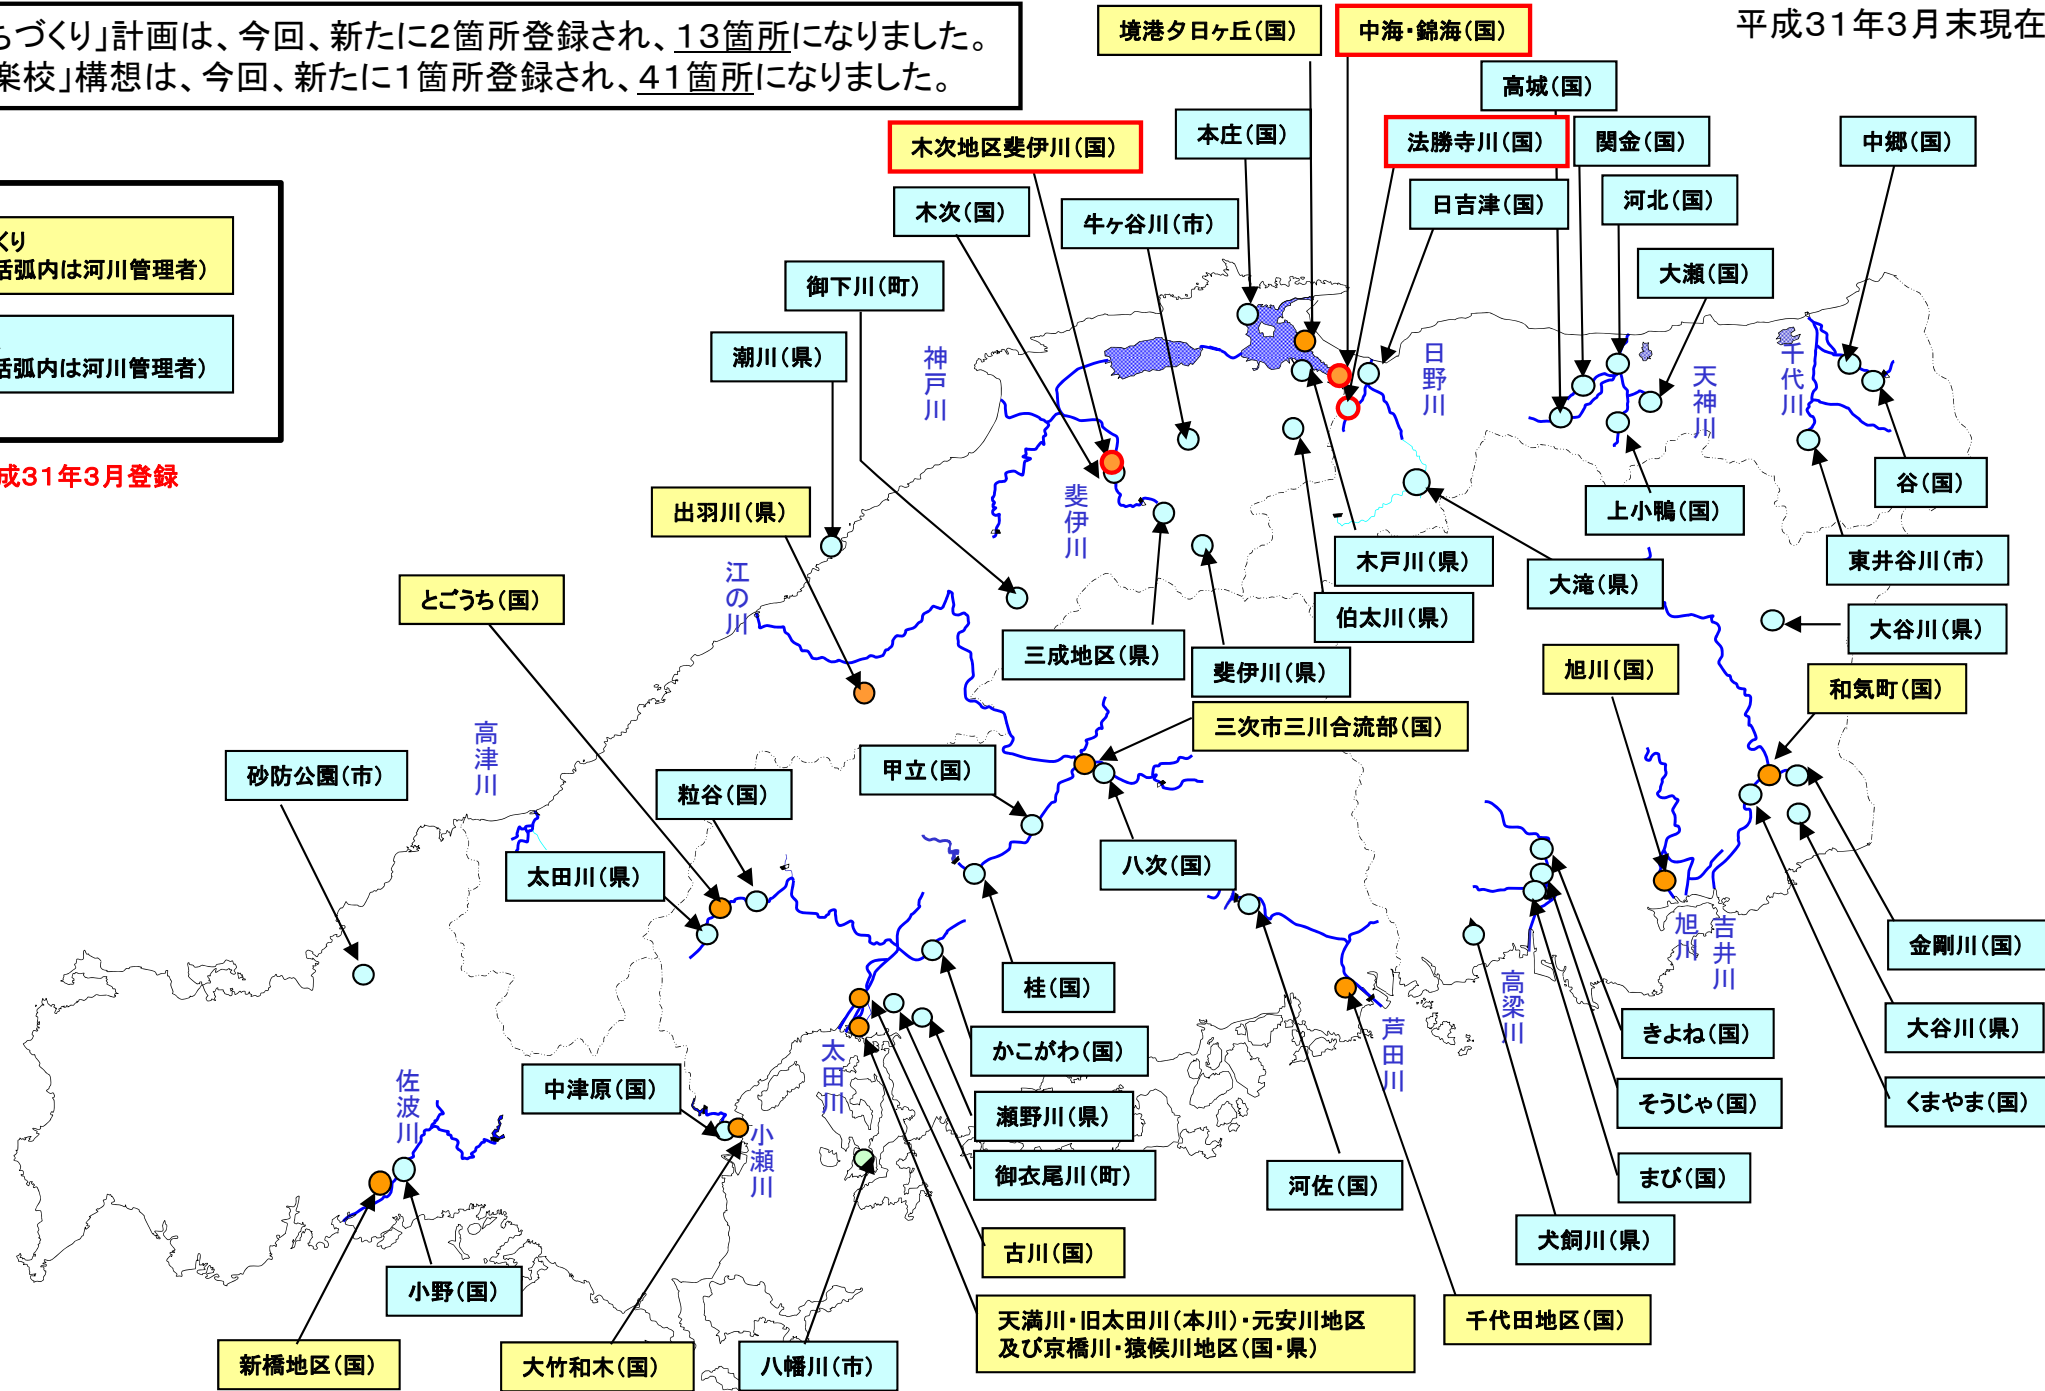 ちづくり」計画は、今回、新たに２箇所登録され、１３箇所になりました。
楽校」構想は、今回、新たに１箇所登録され、４１箇所になりました。
平成３１年３月末現在
くり
括弧内は河川管理者）
括弧内は河川管理者）
成３１年３月登録
境港夕日ヶ丘（国）
中海・錦海（国）
高城（国）
木次地区斐伊川（国）
本庄（国）
法勝寺川（国）
関金（国）
中郷（国）
木次（国）
牛ヶ谷川（市）
日吉津（国）
河北（国）
御下川（町）
大瀬（国）
潮川（県）
神戸川
日野川
天神川
千代川
斐伊川
出羽川（県）
谷（国）
上小鴨（国）
木戸川（県）
大滝（県）
東井谷川（市）
とごうち（国）
江の川
伯太川（県）
大谷川（県）
三成地区（県）
斐伊川（県）
旭川（国）
和気町（国）
三次市三川合流部（国）
高津川
砂防公園（市）
粒谷（国）
甲立（国）
太田川（県）
八次（国）
旭川
吉井川
金剛川（国）
桂（国）
高梁川
芦田川
大谷川（県）
きよね（国）
かこがわ（国）
太田川
中津原（国）
佐波川
瀬野川（県）
そうじゃ（国）
くまやま（国）
小瀬川
御衣尾川（町）
河佐（国）
まび（国）
古川（国）
犬飼川（県）
小野（国）
天満川・旧太田川（本川）・元安川地区
及び京橋川・猿候川地区（国・県）
千代田地区（国）
新橋地区（国）
大竹和木（国）
八幡川（市）